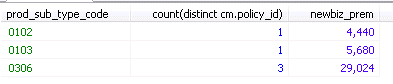 prod_sub_type_code count(distinct cm.policy_id) newbiz_prem
0102 1 4,440
0103 1 5,680
0306 3 29,024